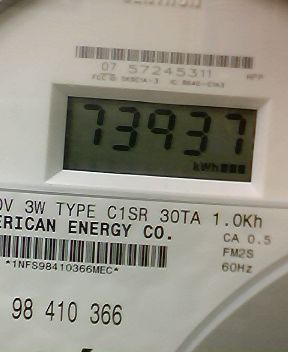 07 57245311
73937
kWh
0V 3W TYPE C1SR 30TA 1.0Kh
ERICAN ENERGY CO.
CA 0.5
FM2S
*1NFS98410366MEC*
60Hz
98 410 366